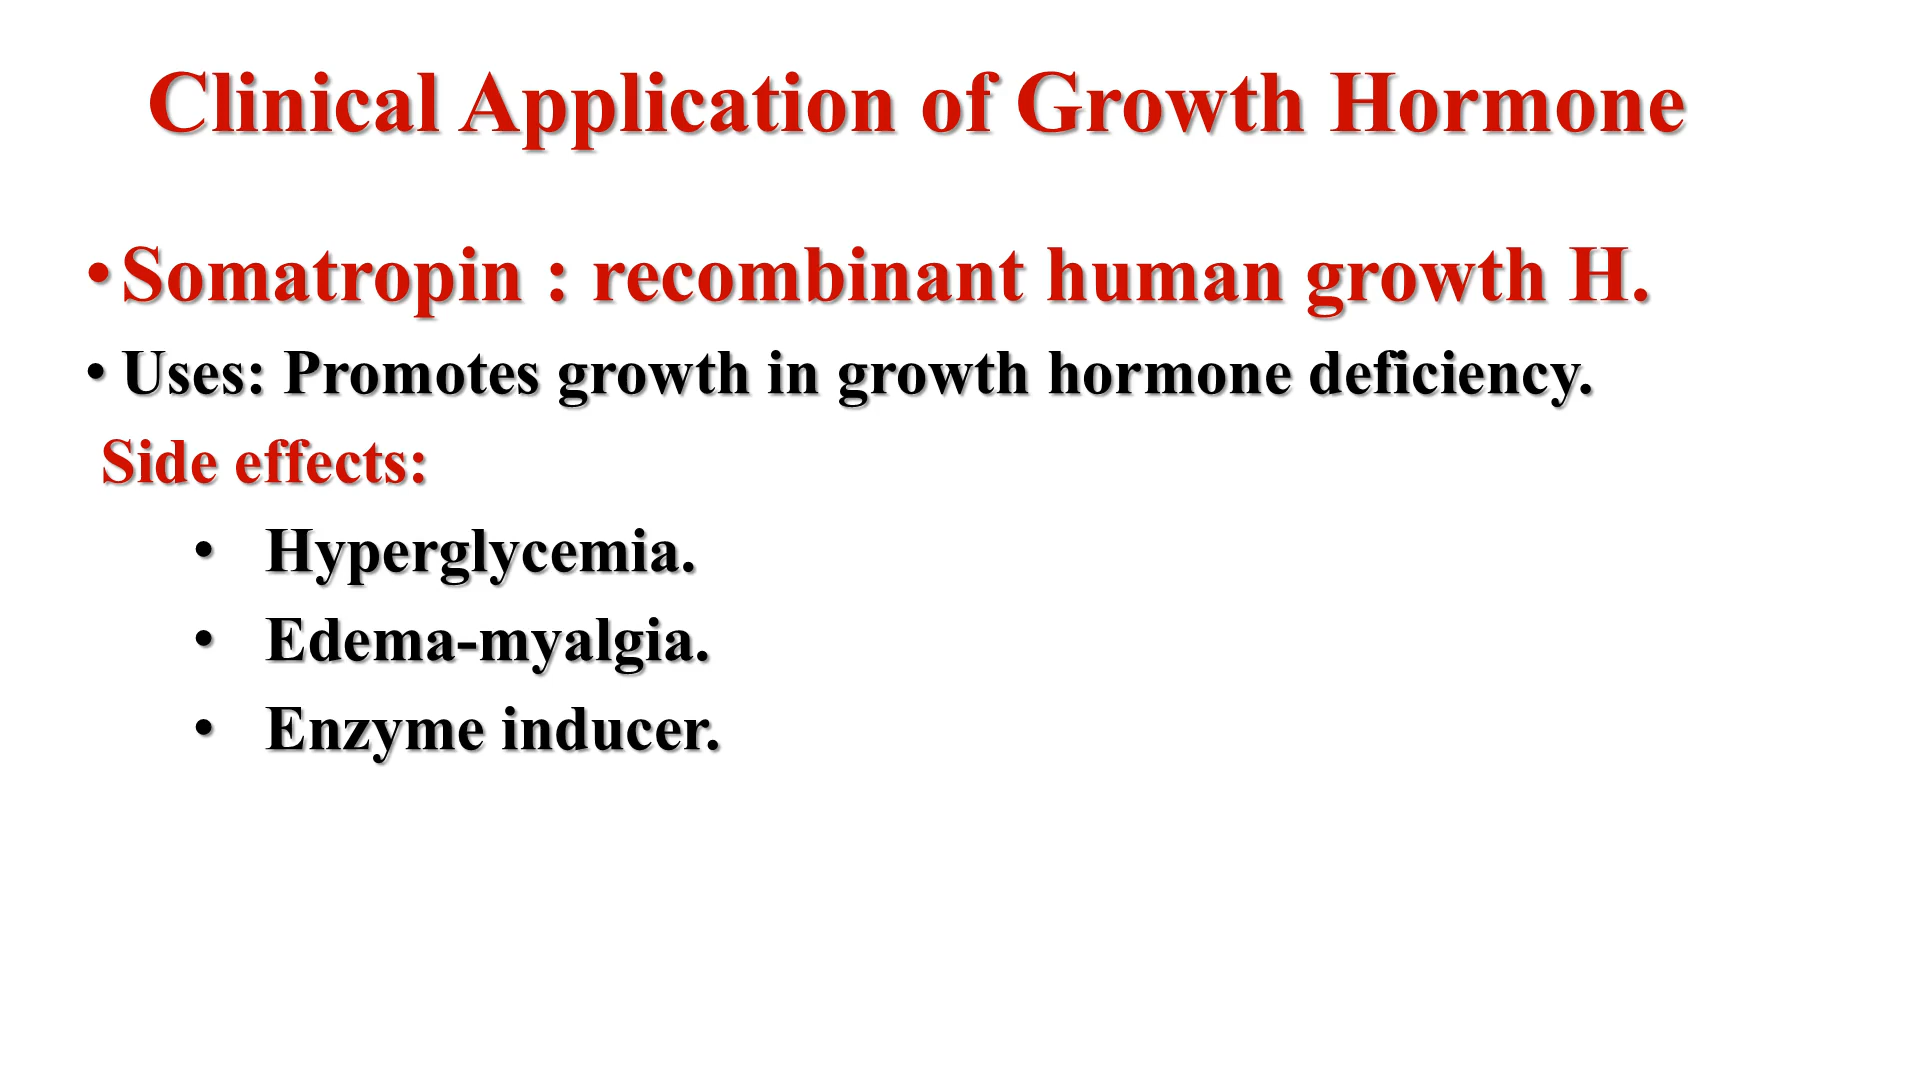 Clinical Application of Growth Hormone
•Somatropin : recombinant human growth H.
• Uses: Promotes growth in growth hormone deficiency.
Side effects:
• Hyperglycemia.
• Edema-myalgia.
• Enzyme inducer.